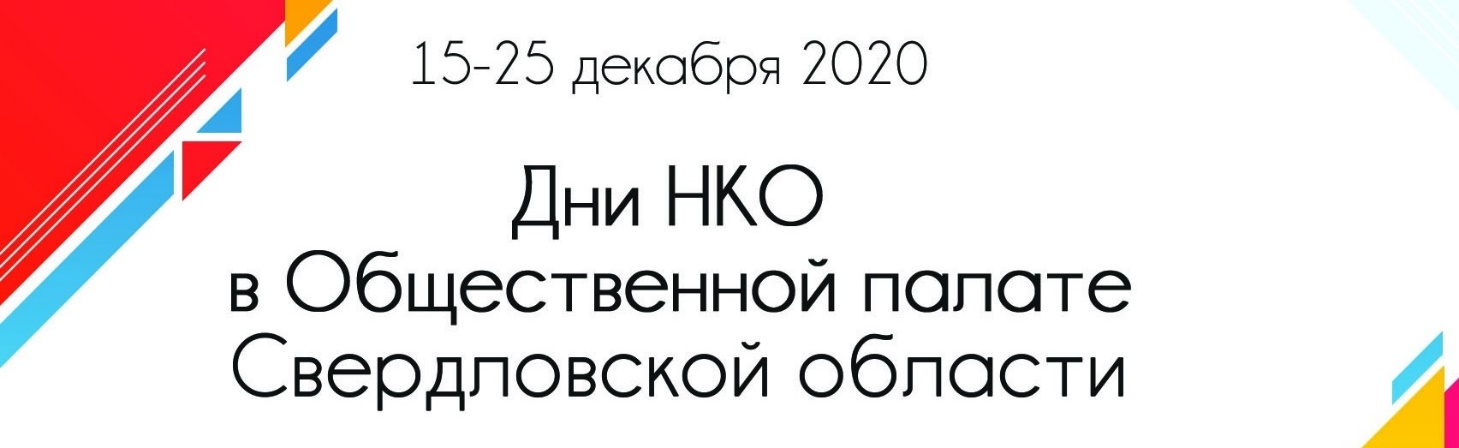 15-25 декабря 2020
Дни НКО
в Общественной палате
Свердловской области